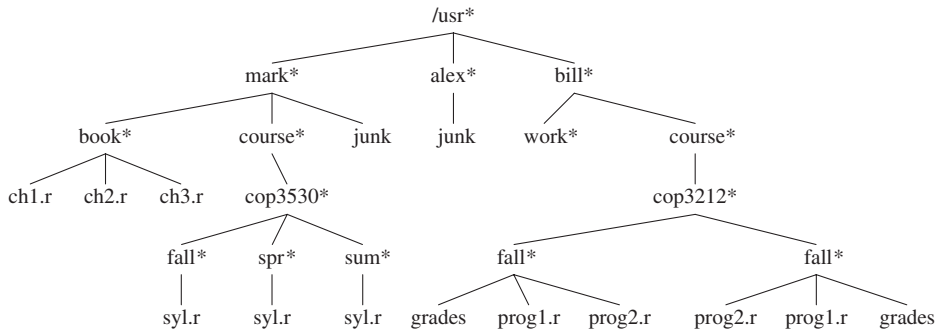 /usr*
mark* alex* bill*
book* course* junk junk work* course*
ch1.r ch2.r ch3.r cop3530* cop3212*
fall* spr* sum* fall* fall*
syl.r syl.r syl.r grades prog1.r prog2.r prog2.r prog1.r grades